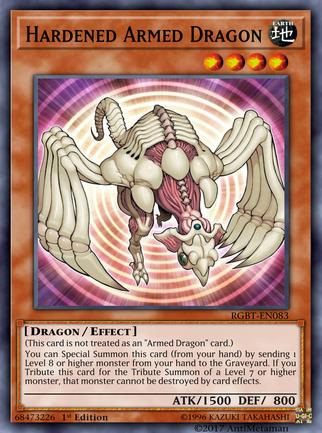 HARDENED ARMED DRAGON
EARTH
地
RGBT-EN083
[DRAGON / EFFECT]
(This card is not treated as an "Armed Dragon" card.)
You can Special Summon this card (from your hand) by sending 1
Level 8 or higher monster from your hand to the Graveyard. If you
Tribute this card for the Tribute Summon of a Level 7 or higher
monster, that monster cannot be destroyed by card effects.
ATK/1500 DEF/ 800
68473226 1st Edition ©1996 KAZUKI TAKAHASHI
©2017 AntiMetaman